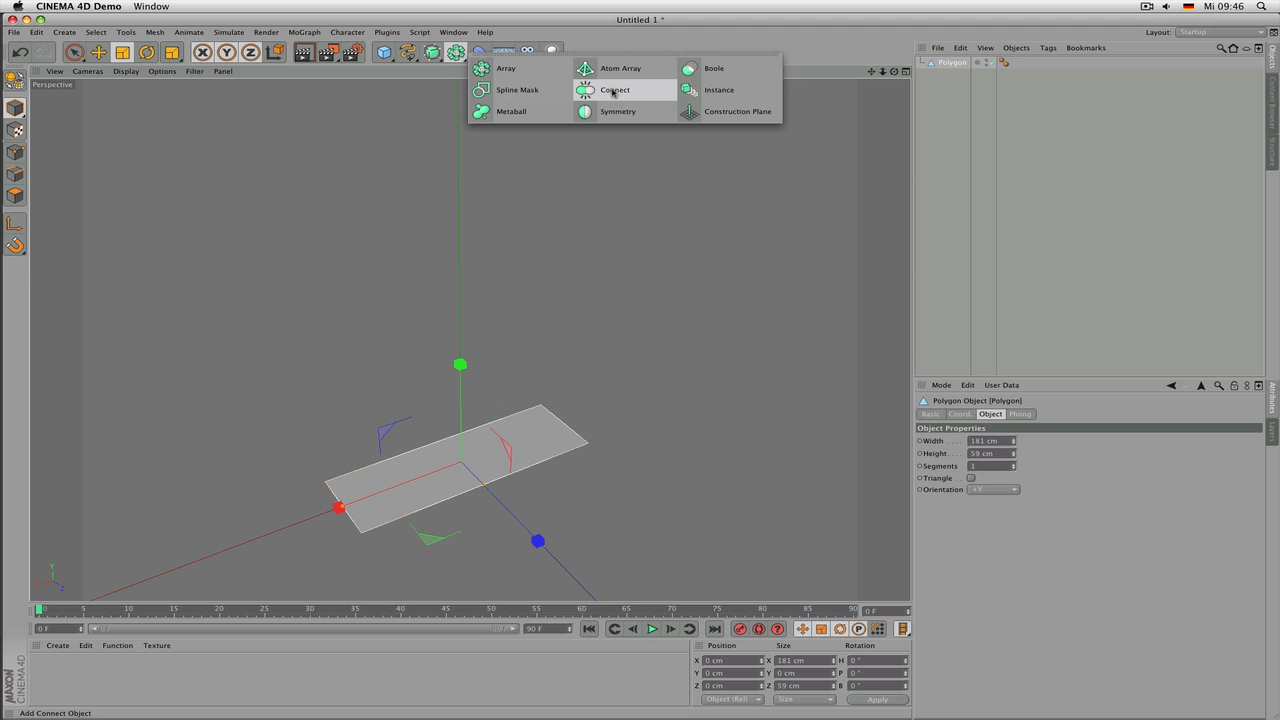 CINEMA 4D Demo Window
Mi 09:46
Untitled 1 *
File Edit Create Select Tools Mesh Animate Simulate Render MoGraph Character Plugins Script Window Help
Layout: Startup
File Edit View Objects Tags Bookmarks
View Cameras Display Options Filter Panel
Perspective
Array Atom Array Boole
Spline Mask Connect Instance
Metaball Symmetry Construction Plane
Polygon
Objects
Content Browser
Structure
Mode Edit User Data
Polygon Object [Polygon]
Basic Coord. Object Phong
Object Properties
Width 181 cm
Height 59 cm
Segments 1
Triangle
Orientation +Y
Attributes
Layers
Y
Z
0 5 10 15 20 25 30 35 40 45 50 55 60 65 70 75 80 85 90 0 F
0 F 90 F
Create Edit Function Texture
Position Size Rotation
X 0 cm X 181 cm H 0 °
Y 0 cm Y 0 cm P 0 °
Z 0 cm Z 59 cm B 0 °
Object (Rel) Size Apply
MAXON CINEMA 4D
Add Connect Object